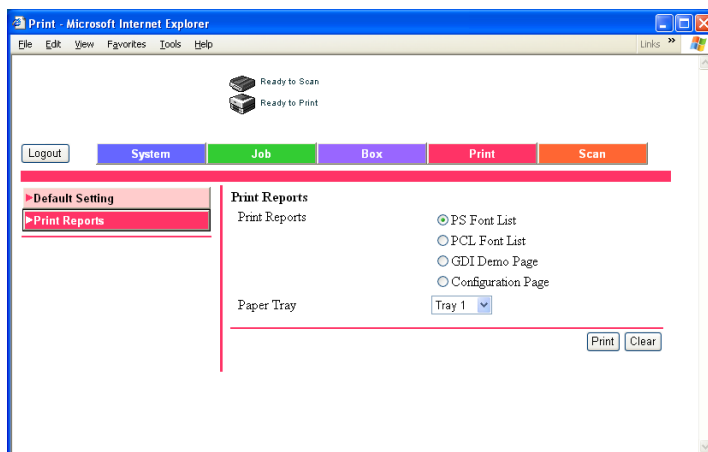 Print - Microsoft Internet Explorer
File Edit View Favorites Tools Help Links »
Ready to Scan
Ready to Print
Logout System Job Box Print Scan
Default Setting
Print Reports
Print Reports
Print Reports
PS Font List
PCL Font List
GDI Demo Page
Configuration Page
Paper Tray Tray 1
Print Clear